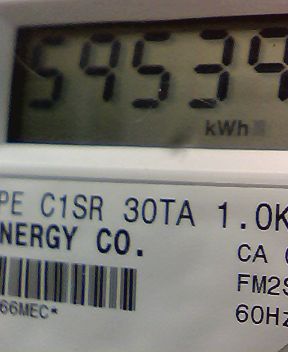 59539
kWh
PE C1SR 30TA 1.0K
NERGY CO.
CA
FM2S
66MEC*
60Hz